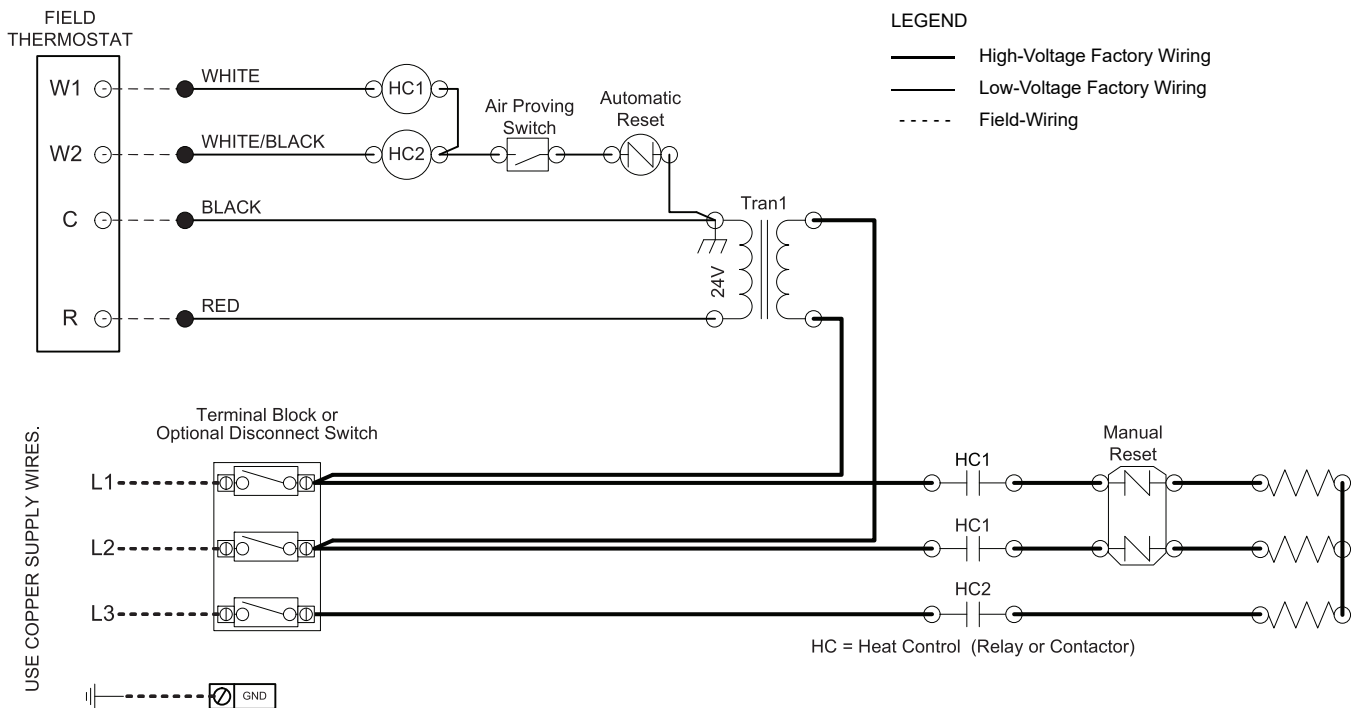 FIELD
THERMOSTAT
LEGEND
High-Voltage Factory Wiring
Low-Voltage Factory Wiring
Field-Wiring
W1
WHITE
HC1
Air Proving
Switch
Automatic
Reset
W2
WHITE/BLACK
HC2
C
BLACK
Tran1
24V
R
RED
USE COPPER SUPPLY WIRES.
Terminal Block or
Optional Disconnect Switch
Manual
Reset
L1
HC1
L2
HC1
L3
HC2
HC = Heat Control (Relay or Contactor)
GND